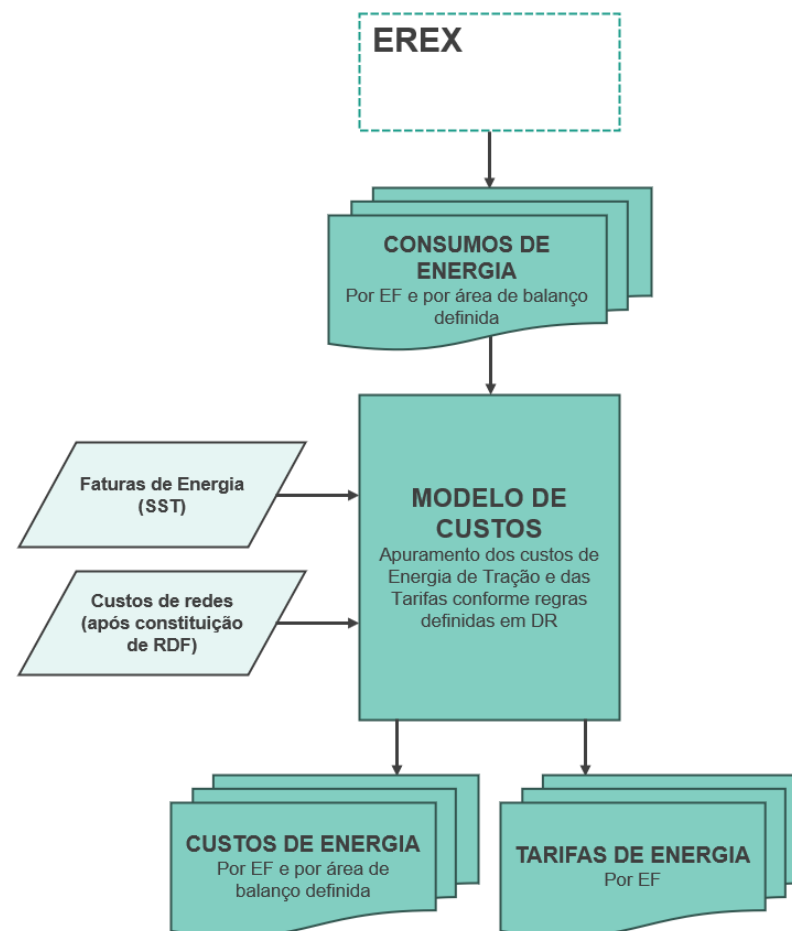 EREX
CONSUMOS DE
ENERGIA
Por EF e por área de balanço
definida
Faturas de Energia
(SST)
Custos de redes
(após constituição
de RDF)
MODELO DE
CUSTOS
Apuramento dos custos de
Energia de Tração e das
Tarifas conforme regras
definidas em DR
CUSTOS DE ENERGIA
Por EF e por área de
balanço definida
TARIFAS DE ENERGIA
Por EF